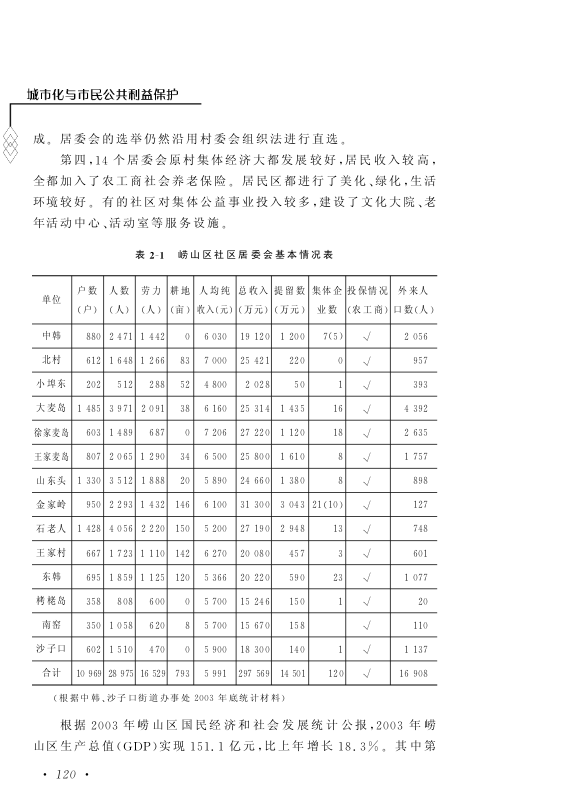 城市化与市民公共利益保护
成。居委会的选举仍然沿用村委会组织法进行直选。
第四,14 个居委会原村集体经济大都发展较好,居民收入较高,
全都加入了农工商社会养老保险。居民区都进行了美化、绿化,生活
环境较好。有的社区对集体公益事业投入较多,建设了文化大院、老
年活动中心、活动室等服务设施。
表 2-1 崂山区社区居委会基本情况表
单位 户数(户) 人数(人) 劳力(人) 耕地(亩) 人均纯收入(元) 总收入(万元) 提留数(万元) 集体企业数 投保情况(农工商) 外来人口数(人)
中韩 880 2 471 1 442 0 6 030 19 120 1 200 7(5) √ 2 056
北村 612 1 648 1 266 83 7 000 25 421 220 0 √ 957
小埠东 202 512 288 52 4 800 2 028 50 1 √ 393
大麦岛 1 485 3 971 2 091 38 6 160 25 314 1 435 16 √ 4 392
徐家麦岛 603 1 489 687 0 7 206 27 220 1 120 18 √ 2 635
王家麦岛 807 2 065 1 290 34 6 500 25 800 1 610 8 √ 1 757
山东头 1 330 3 512 1 888 20 5 890 24 660 1 380 8 √ 898
金家岭 950 2 293 1 432 146 6 100 31 300 3 043 21(10) √ 127
石老人 1 428 4 056 2 220 150 5 200 27 190 2 948 13 √ 748
王家村 667 1 723 1 110 142 6 270 20 080 457 3 √ 601
东韩 695 1 859 1 125 120 5 366 20 220 590 23 √ 1 077
栲栳岛 358 808 600 0 5 700 15 246 150 1 √ 20
南窑 350 1 058 620 8 5 700 15 670 158 √ 110
沙子口 602 1 510 470 0 5 900 18 300 140 1 √ 1 137
合计 10 969 28 975 16 529 793 5 991 297 569 14 501 120 √ 16 908
(根据中韩、沙子口街道办事处 2003 年底统计材料)
根据 2003 年崂山区国民经济和社会发展统计公报,2003 年崂
山区生产总值(GDP)实现 151.1 亿元,比上年增长 18.3%。其中第
· 120 ·